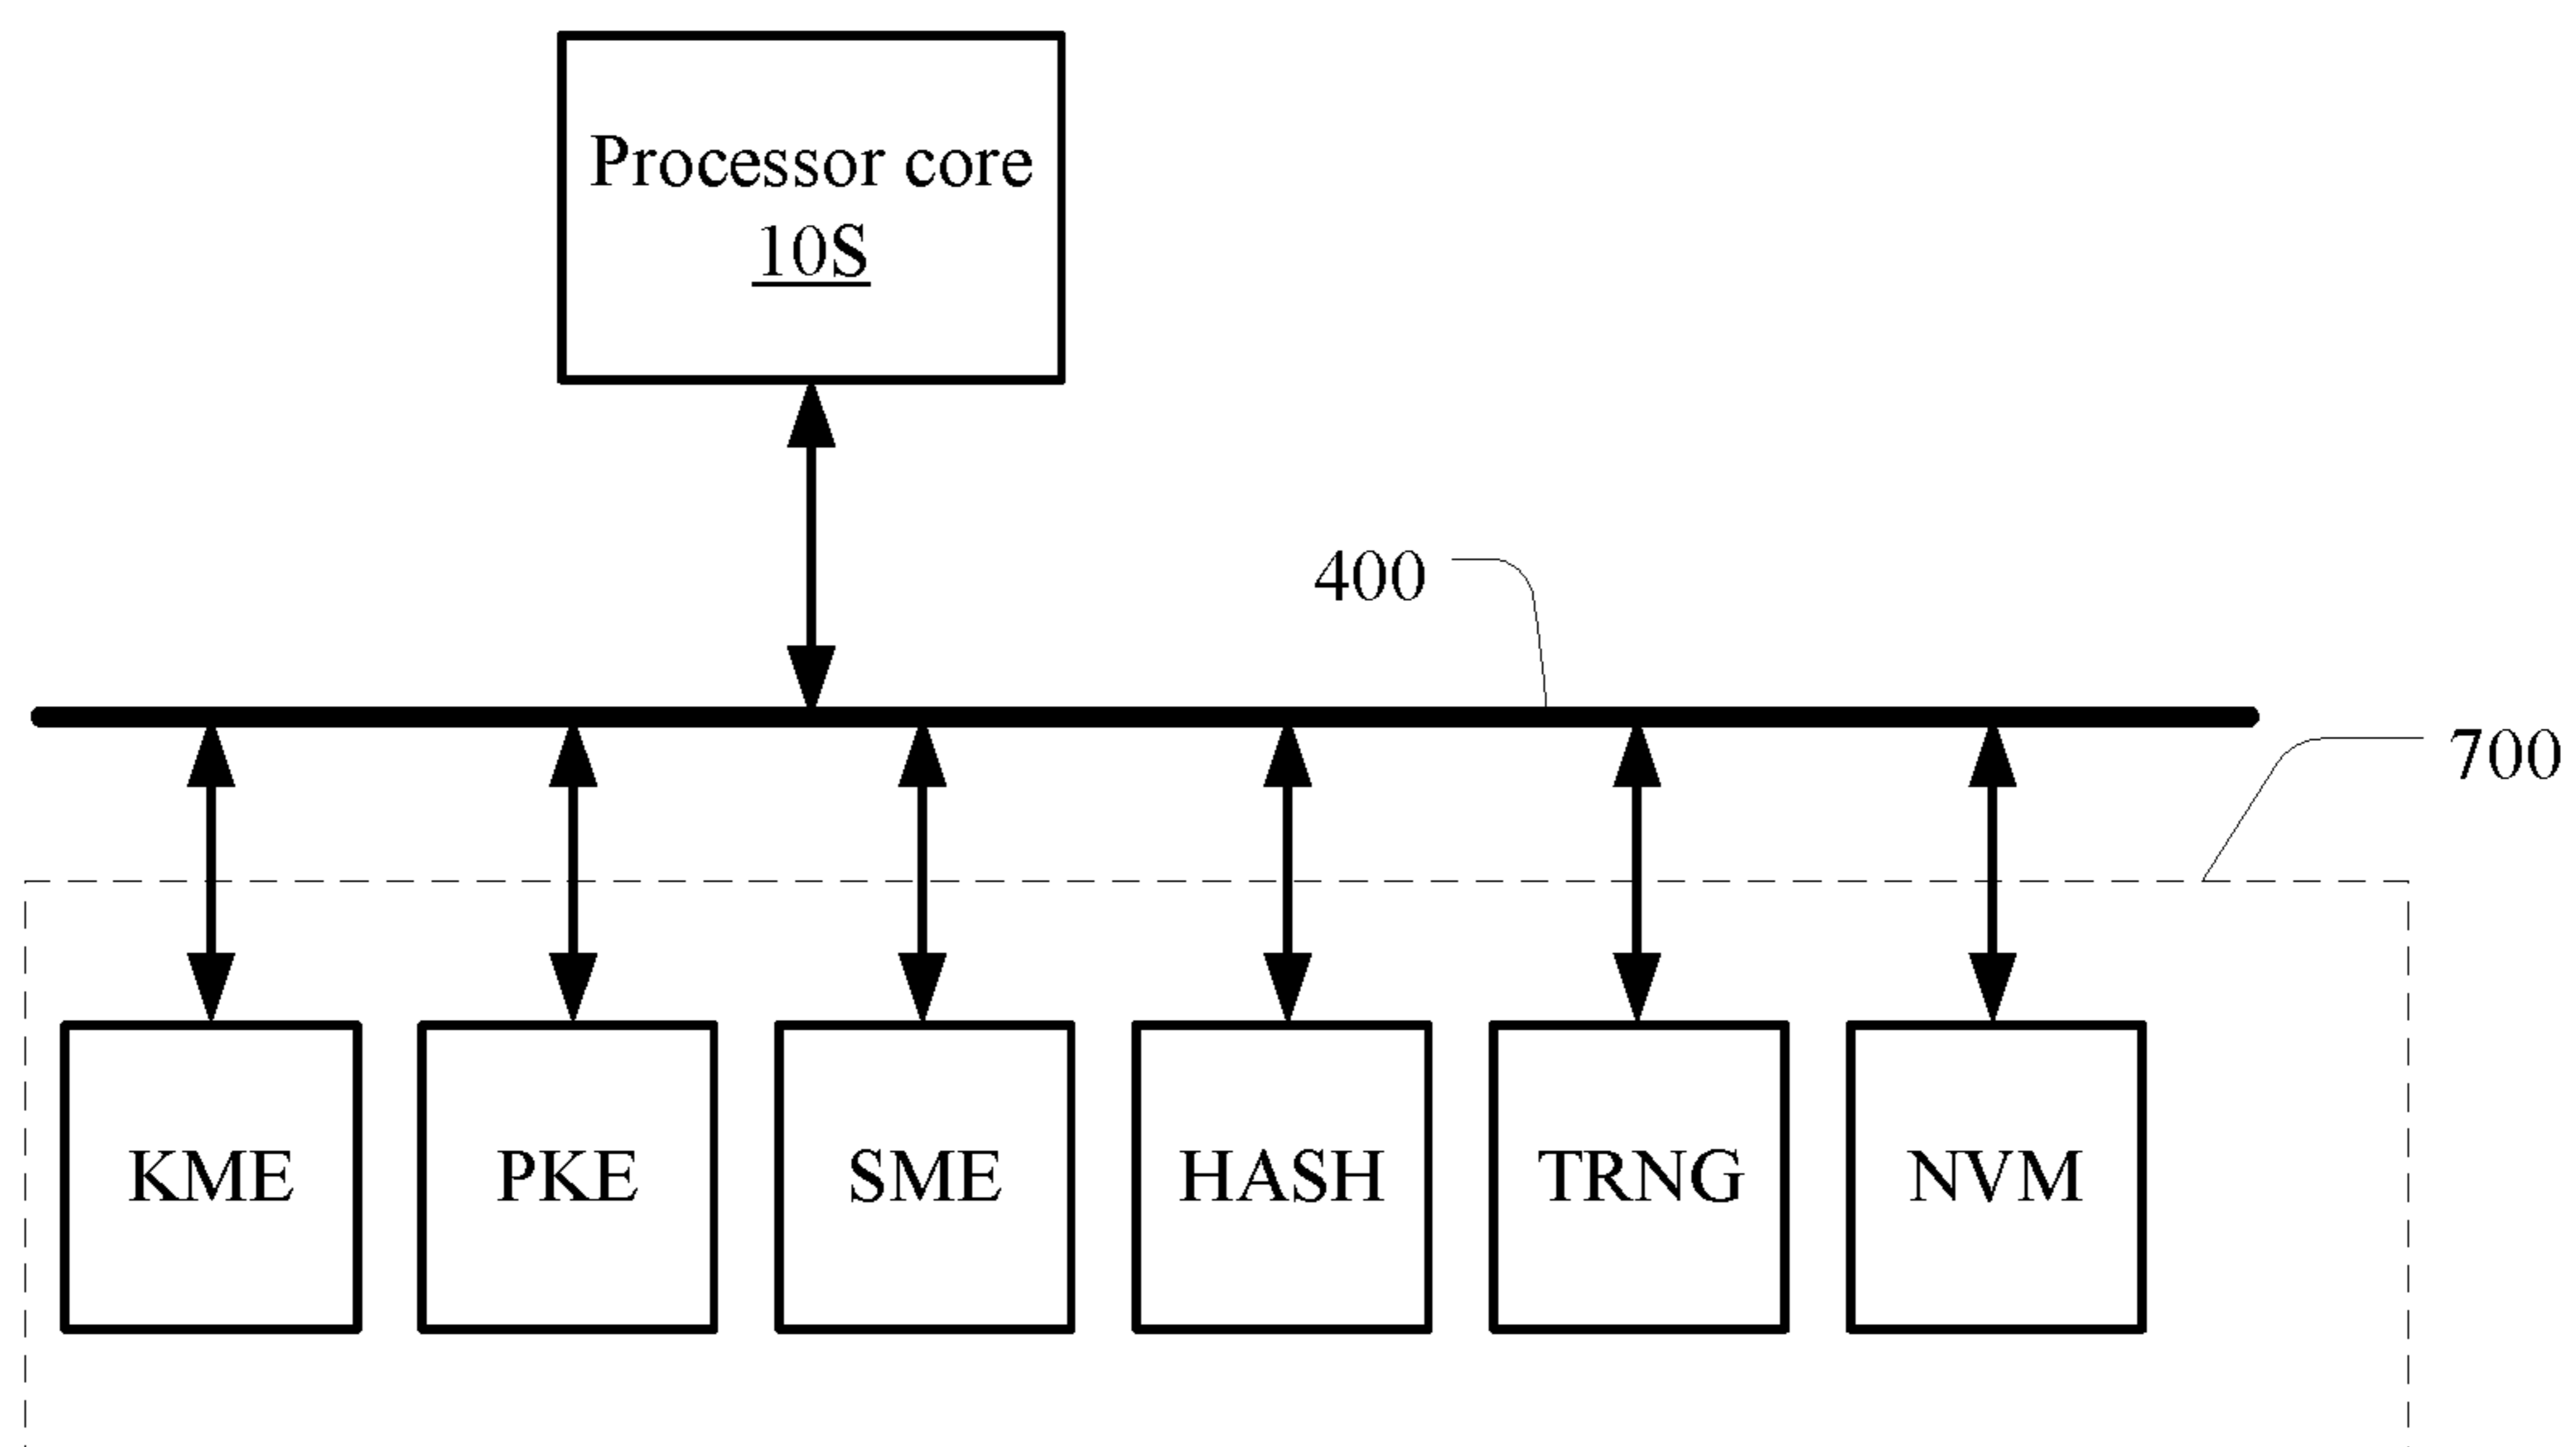 Processor core
10S
400
700
KME
PKE
SME
HASH
TRNG
NVM